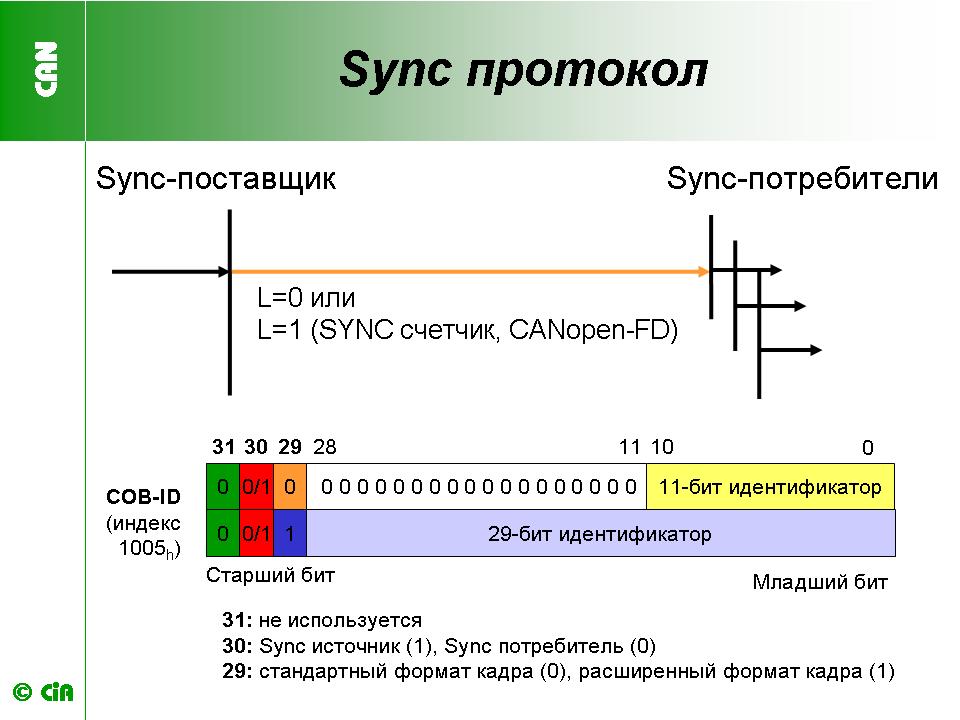 CAN
Sync протокол
Sync-поставщик
Sync-потребители
L=0 или
L=1 (SYNC счетчик, CANopen-FD)
31 30 29 28 11 10 0
COB-ID
(индекс
1005h)
0 0/1 0 0 0 0 0 0 0 0 0 0 0 0 0 0 0 0 0 0 0 11-бит идентификатор
0 0/1 1 29-бит идентификатор
Старший бит
Младший бит
31: не используется
30: Sync источник (1), Sync потребитель (0)
29: стандартный формат кадра (0), расширенный формат кадра (1)
© CiA